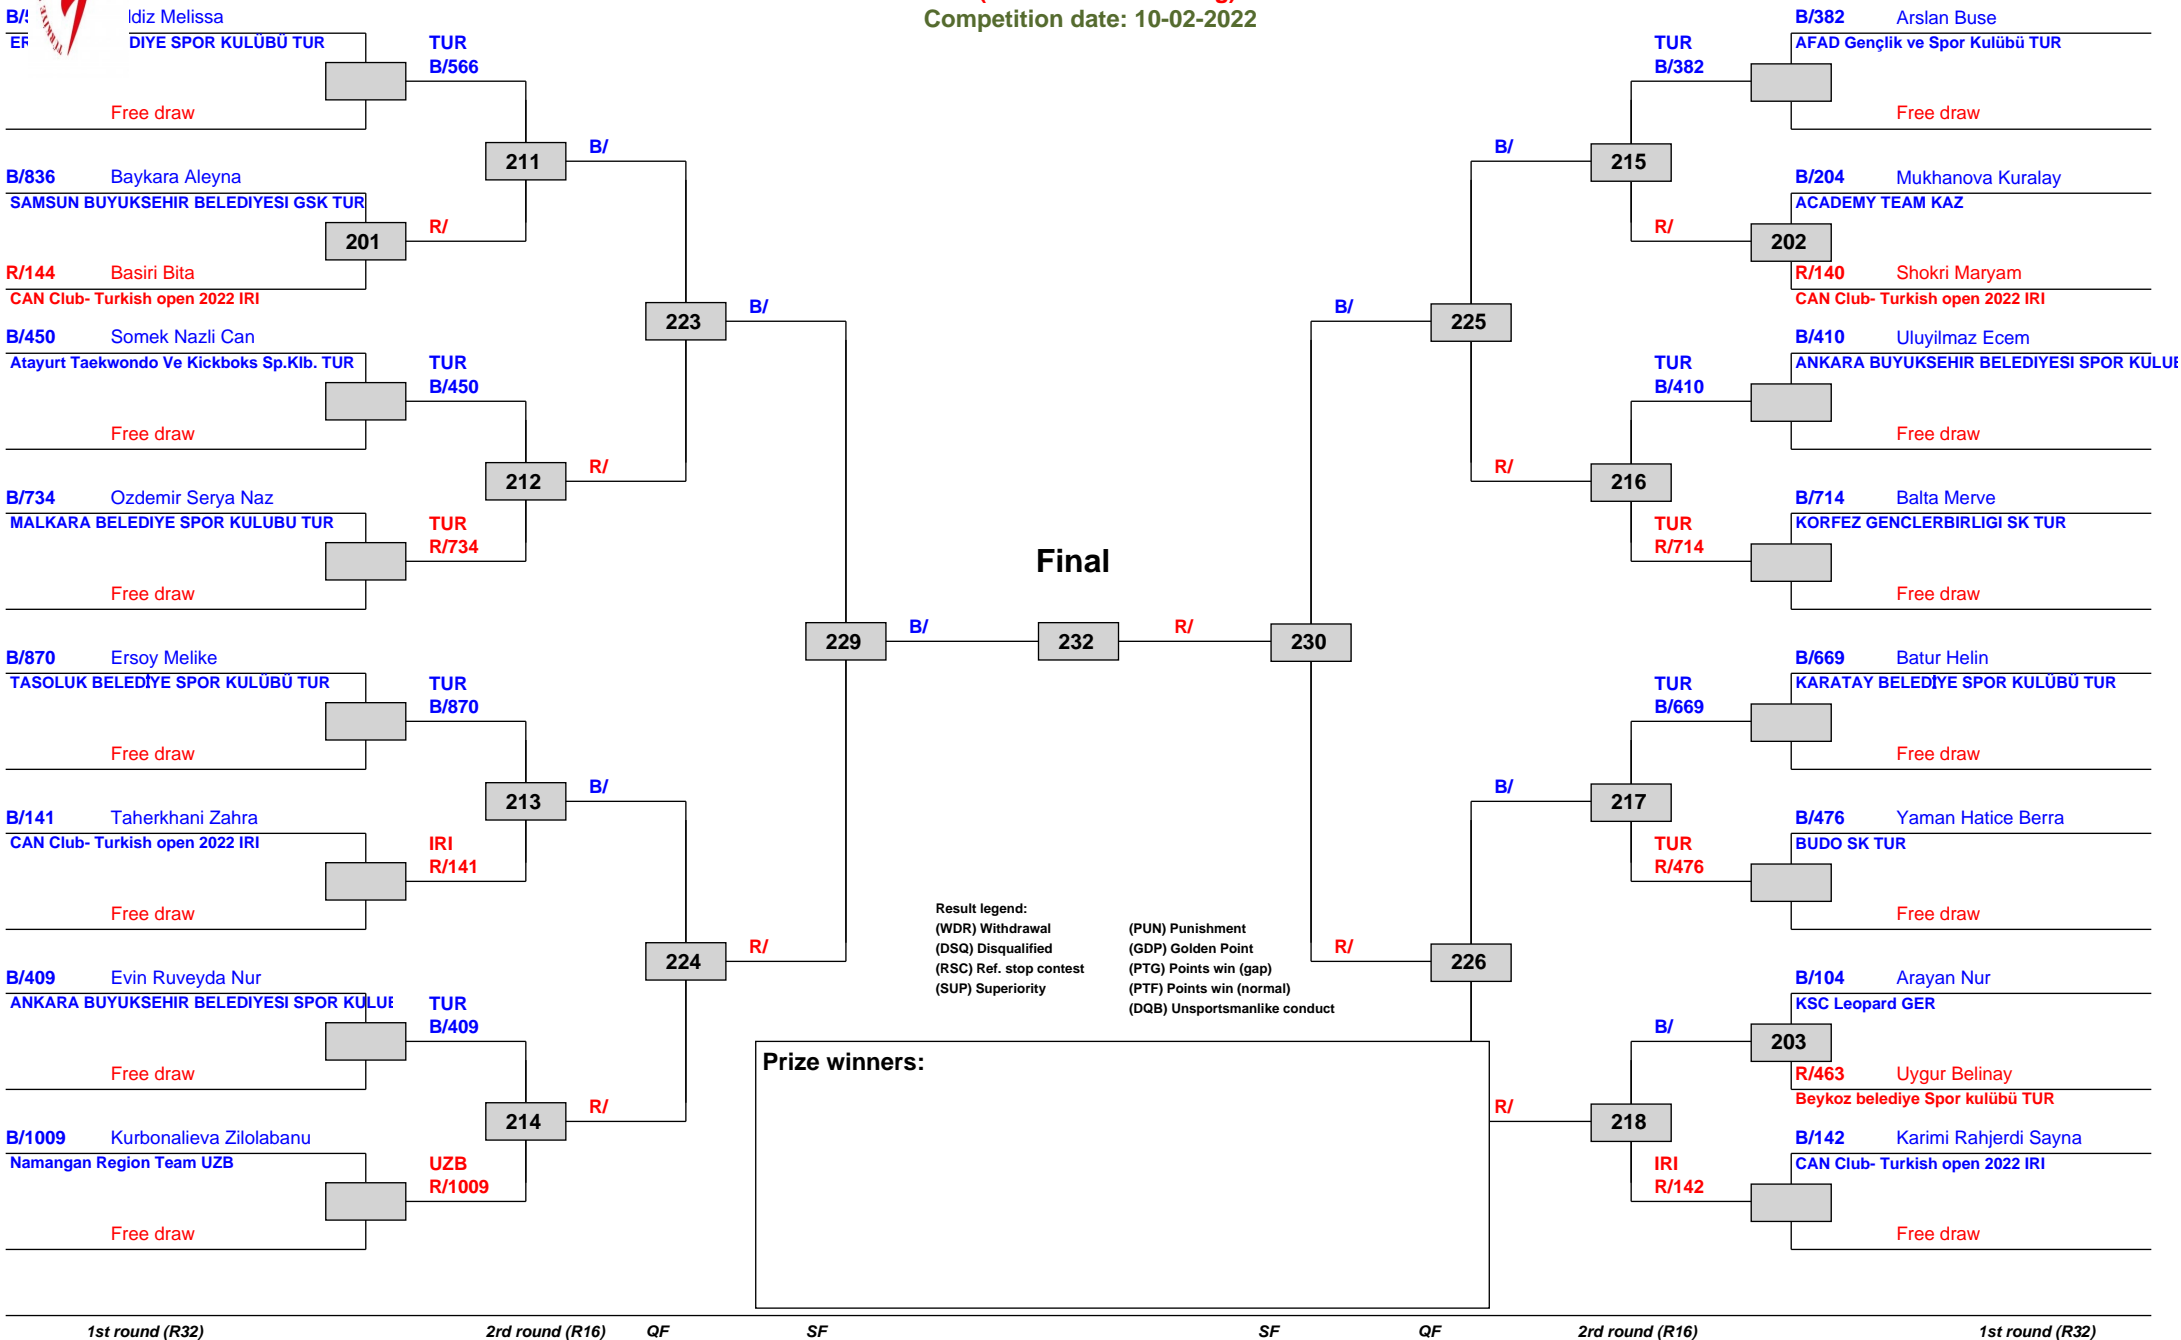 Competition date: 10-02-2022
Melissa
DIYE SPOR KULÜBÜ TUR
Free draw
TUR
B/566
B/836 Baykara Aleyna
SAMSUN BUYUKSEHIR BELEDIYESI GSK TUR
201
R/144 Basiri Bita
CAN Club- Turkish open 2022 IRI
R/
211
B/
B/450 Somek Nazli Can
Atayurt Taekwondo Ve Kickboks Sp.Klb. TUR
Free draw
TUR
B/450
B/734 Ozdemir Serya Naz
MALKARA BELEDIYE SPOR KULUBU TUR
Free draw
TUR
R/734
212
R/
223
B/
B/870 Ersoy Melike
TASOLUK BELEDİYE SPOR KULÜBÜ TUR
Free draw
TUR
B/870
B/141 Taherkhani Zahra
CAN Club- Turkish open 2022 IRI
Free draw
IRI
R/141
213
B/
B/409 Evin Ruveyda Nur
ANKARA BUYUKSEHIR BELEDIYESI SPOR
Free draw
TUR
B/409
B/1009 Kurbonalieva Zilolabanu
Namangan Region Team UZB
Free draw
UZB
R/1009
214
R/
224
R/
229
B/
Final
232
R/
230
B/
225
R/
226
B/
215
R/
216
B/
217
R/
218
B/382 Arslan Buse
AFAD Gençlik ve Spor Kulübü TUR
Free draw
TUR
B/382
B/204 Mukhanova Kuralay
ACADEMY TEAM KAZ
202
R/140 Shokri Maryam
CAN Club- Turkish open 2022 IRI
R/
B/410 Uluyilmaz Ecem
ANKARA BUYUKSEHIR BELEDIYESI SPOR
Free draw
TUR
B/410
B/714 Balta Merve
KORFEZ GENCLERBIRLIGI SK TUR
Free draw
TUR
R/714
B/669 Batur Helin
KARATAY BELEDİYE SPOR KULÜBÜ TUR
Free draw
TUR
B/669
B/476 Yaman Hatice Berra
BUDO SK TUR
Free draw
TUR
R/476
B/104 Arayan Nur
KSC Leopard GER
203
R/463 Uygur Belinay
Beykoz belediye Spor kulübü TUR
B/
B/142 Karimi Rahjerdi Sayna
CAN Club- Turkish open 2022 IRI
Free draw
IRI
R/142
B/
R/
Result legend:
(WDR) Withdrawal
(DSQ) Disqualified
(RSC) Ref. stop contest
(SUP) Superiority
(PUN) Punishment
(GDP) Golden Point
(PTG) Points win (gap)
(PTF) Points win (normal)
(DQB) Unsportsmanlike conduct
Prize winners:
1st round (R32) 2rd round (R16) QF SF SF QF 2rd round (R16) 1st round (R32)